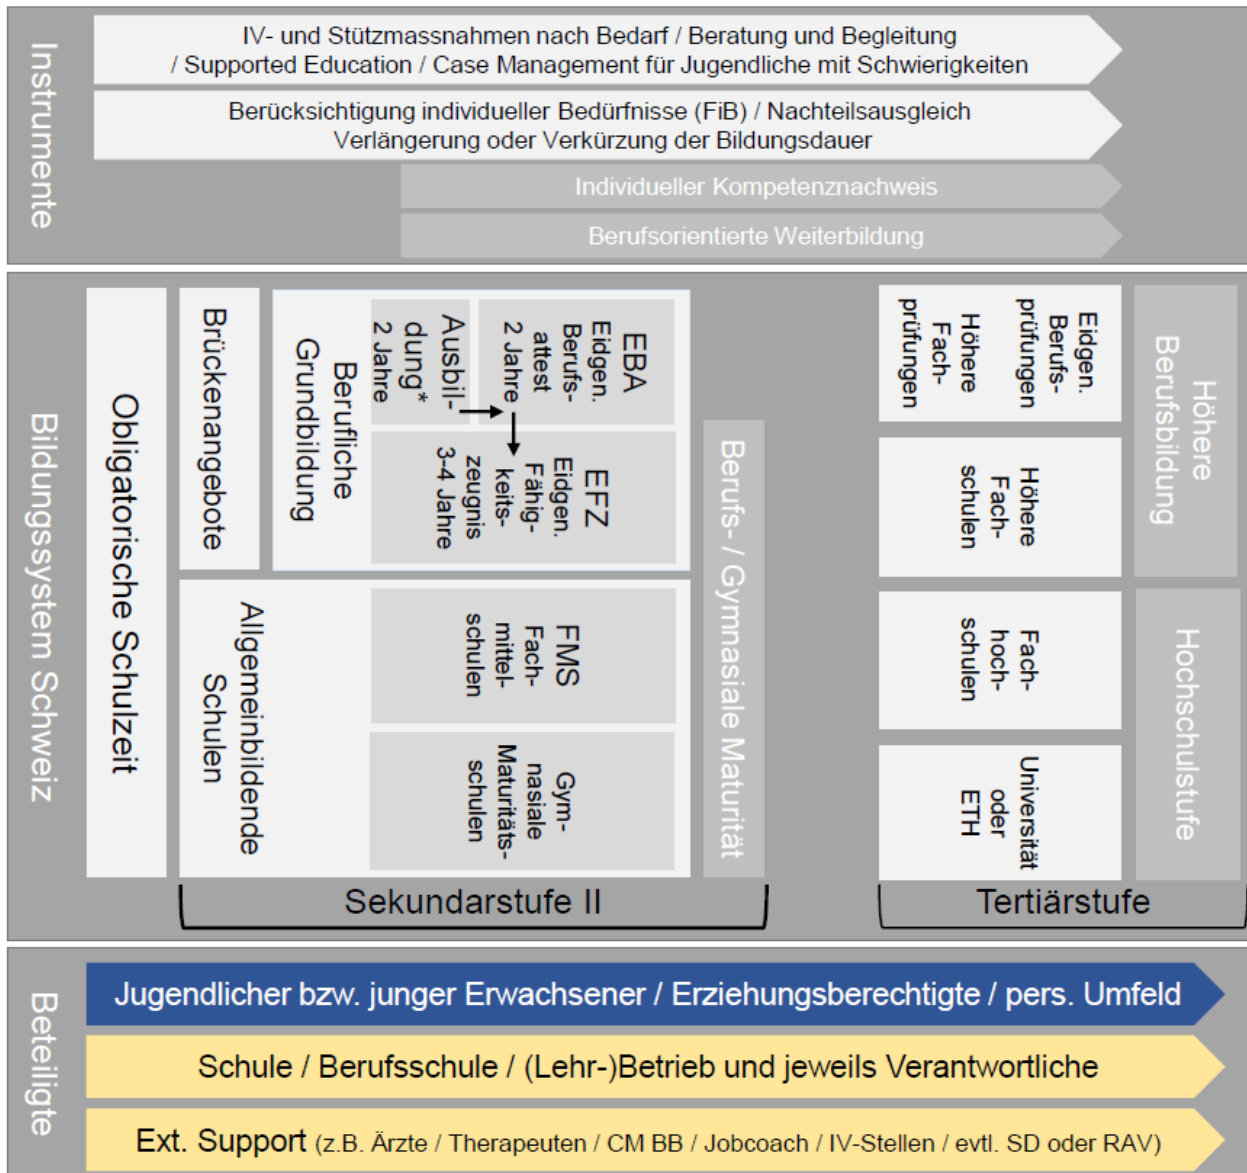 Instrumente
IV- und Stützmassnahmen nach Bedarf / Beratung und Begleitung
/ Supported Education / Case Management für Jugendliche mit Schwierigkeiten
Berücksichtigung individueller Bedürfnisse (FiB) / Nachteilsausgleich
Verlängerung oder Verkürzung der Bildungsdauer
Individueller Kompetenznachweis
Berufsorientierte Weiterbildung
Bildungssystem Schweiz
Obligatorische Schulzeit
Brückenangebote
Berufliche
Grundbildung
Ausbil-
dung*
2 Jahre
EBA
Eidgen.
Berufs-
attest
2 Jahre
EFZ
Eidgen.
Fähig-
keits-
zeugnis
3-4 Jahre
Allgemeinbildende
Schulen
FMS
Fach-
mittel-
schulen
Gym-
nasiale
Maturitäts-
schulen
Berufs- / Gymnasiale Maturität
Eidgen.
Berufs-
prüfungen
Höhere
Fach-
prüfungen
Höhere
Fach-
schulen
Fach-
hoch-
schulen
Universität
oder
ETH
Höhere
Berufsbildung
Hochschulstufe
Sekundarstufe II
Tertiärstufe
Beteiligte
Jugendlicher bzw. junger Erwachsener / Erziehungsberechtigte / pers. Umfeld
Schule / Berufsschule / (Lehr-)Betrieb und jeweils Verantwortliche
Ext. Support (z.B. Ärzte / Therapeuten / CM BB / Jobcoach / IV-Stellen / evtl. SD oder RAV)